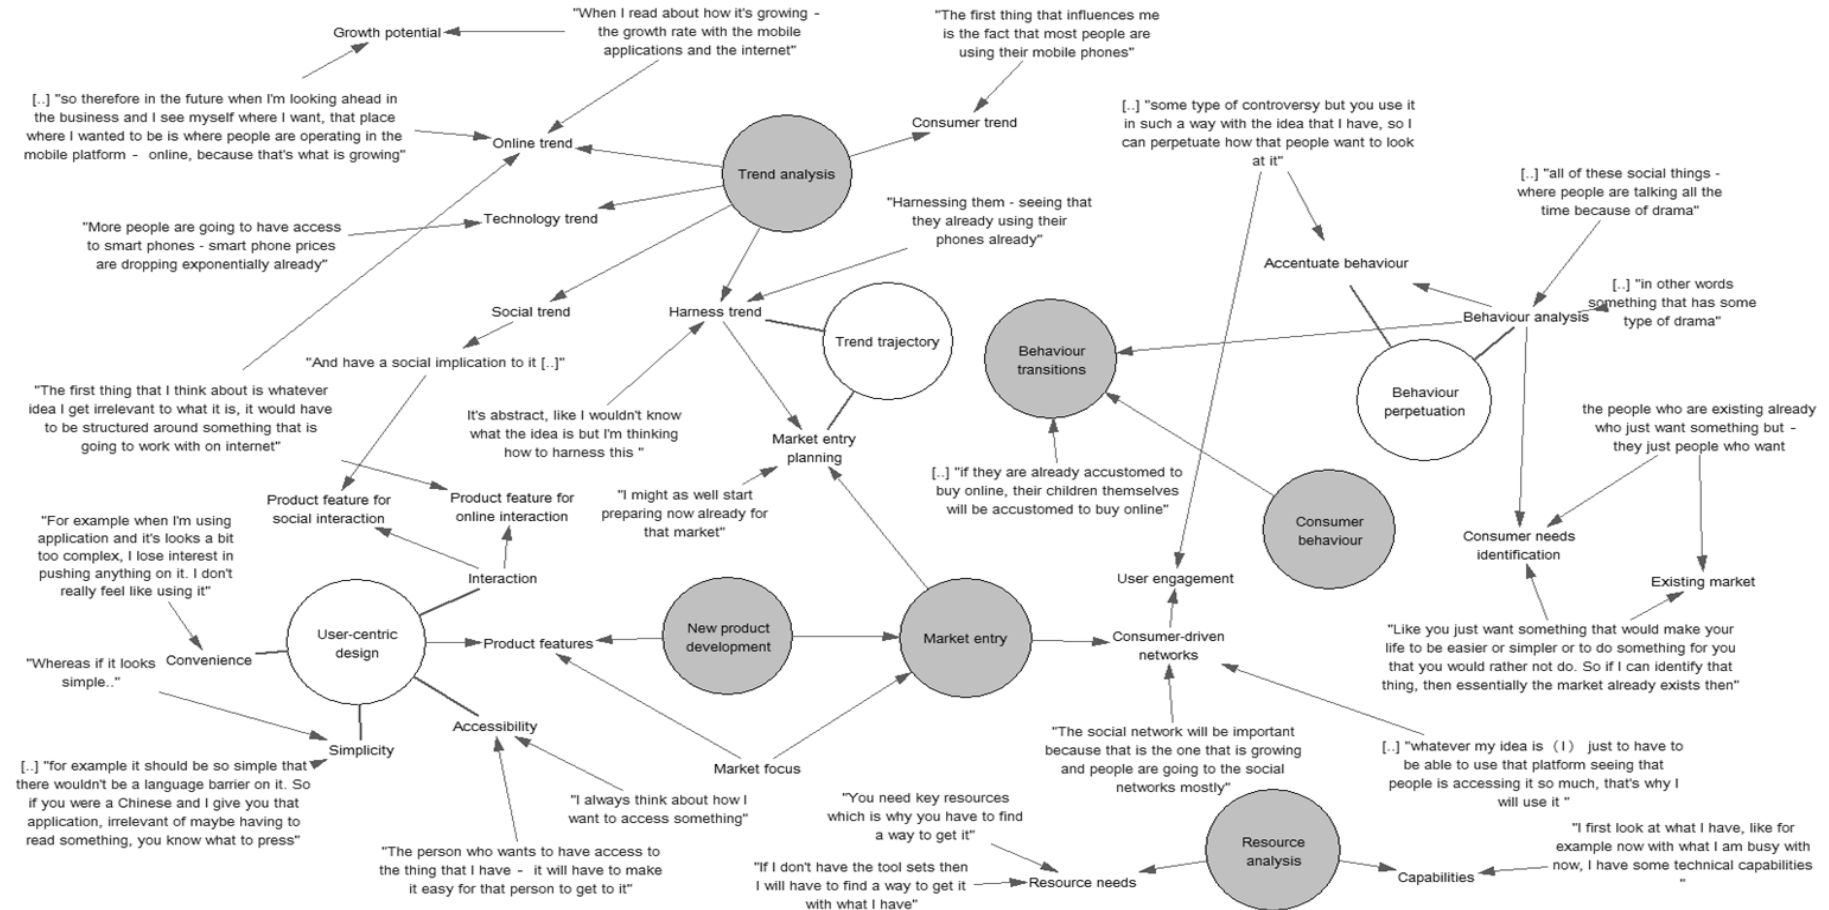 Growth potential
"When I read about how it's growing -
the growth rate with the mobile
applications and the internet"
"The first thing that influences me
is the fact that most people are
using their mobile phones"
[..] "so therefore in the future when I'm looking ahead in
the business and I see myself where I want, that place
where I wanted to be is where people are operating in the
mobile platform - online, because that's what is growing"
Online trend
Trend analysis
Consumer trend
[..] "some type of controversy but you use it
in such a way with the idea that I have, so I
can perpetuate how that people want to look
at it"
[..] "all of these social things -
where people are talking all the
time because of drama"
"More people are going to have access
to smart phones - smart phone prices
are dropping exponentially already"
Technology trend
"Harnessing them - seeing that
they already using their
phones already"
Accentuate behaviour
[..] "in other words
something that has some
type of drama"
Behaviour analysis
Social trend
Harness trend
Trend trajectory
Behaviour
transitions
Behaviour
perpetuation
"And have a social implication to it [..]"
"The first thing that I think about is whatever
idea I get irrelevant to what it is, it would have
to be structured around something that is
going to work with on internet"
It's abstract, like I wouldn't know
what the idea is but I'm thinking
how to harness this "
Market entry
planning
the people who are existing already
who just want something but -
they just people who want
[..] "if they are already accustomed to
buy online, their children themselves
will be accustomed to buy online"
Product feature for
social interaction
Product feature for
online interaction
"I might as well start
preparing now already for
that market"
Consumer
behaviour
"For example when I'm using
application and it's looks a bit
too complex, I lose interest in
pushing anything on it. I don't
really feel like using it"
Interaction
User engagement
Consumer needs
identification
Existing market
User-centric
design
Product features
New product
development
Market entry
Consumer-driven
networks
"Like you just want something that would make your
life to be easier or simpler or to do something for you
that you would rather not do. So if I can identify that
thing, then essentially the market already exists then"
"Whereas if it looks
simple.."
Convenience
Accessibility
Simplicity
Market focus
"The social network will be important
because that is the one that is growing
and people are going to the social
networks mostly"
[..] "whatever my idea is (I) just to have to
be able to use that platform seeing that
people is accessing it so much, that's why I
will use it "
[..] "for example it should be so simple that
there wouldn't be a language barrier on it. So
if you were a Chinese and I give you that
application, irrelevant of maybe having to
read something, you know what to press"
"I always think about how I
want to access something"
"You need key resources
which is why you have to find
a way to get it"
"The person who wants to have access to
the thing that I have - it will have to make
it easy for that person to get to it"
"If I don't have the tool sets then
I will have to find a way to get it
with what I have"
Resource needs
Resource
analysis
Capabilities
"I first look at what I have, like for
example now with what I am busy with
now, I have some technical capabilities
"